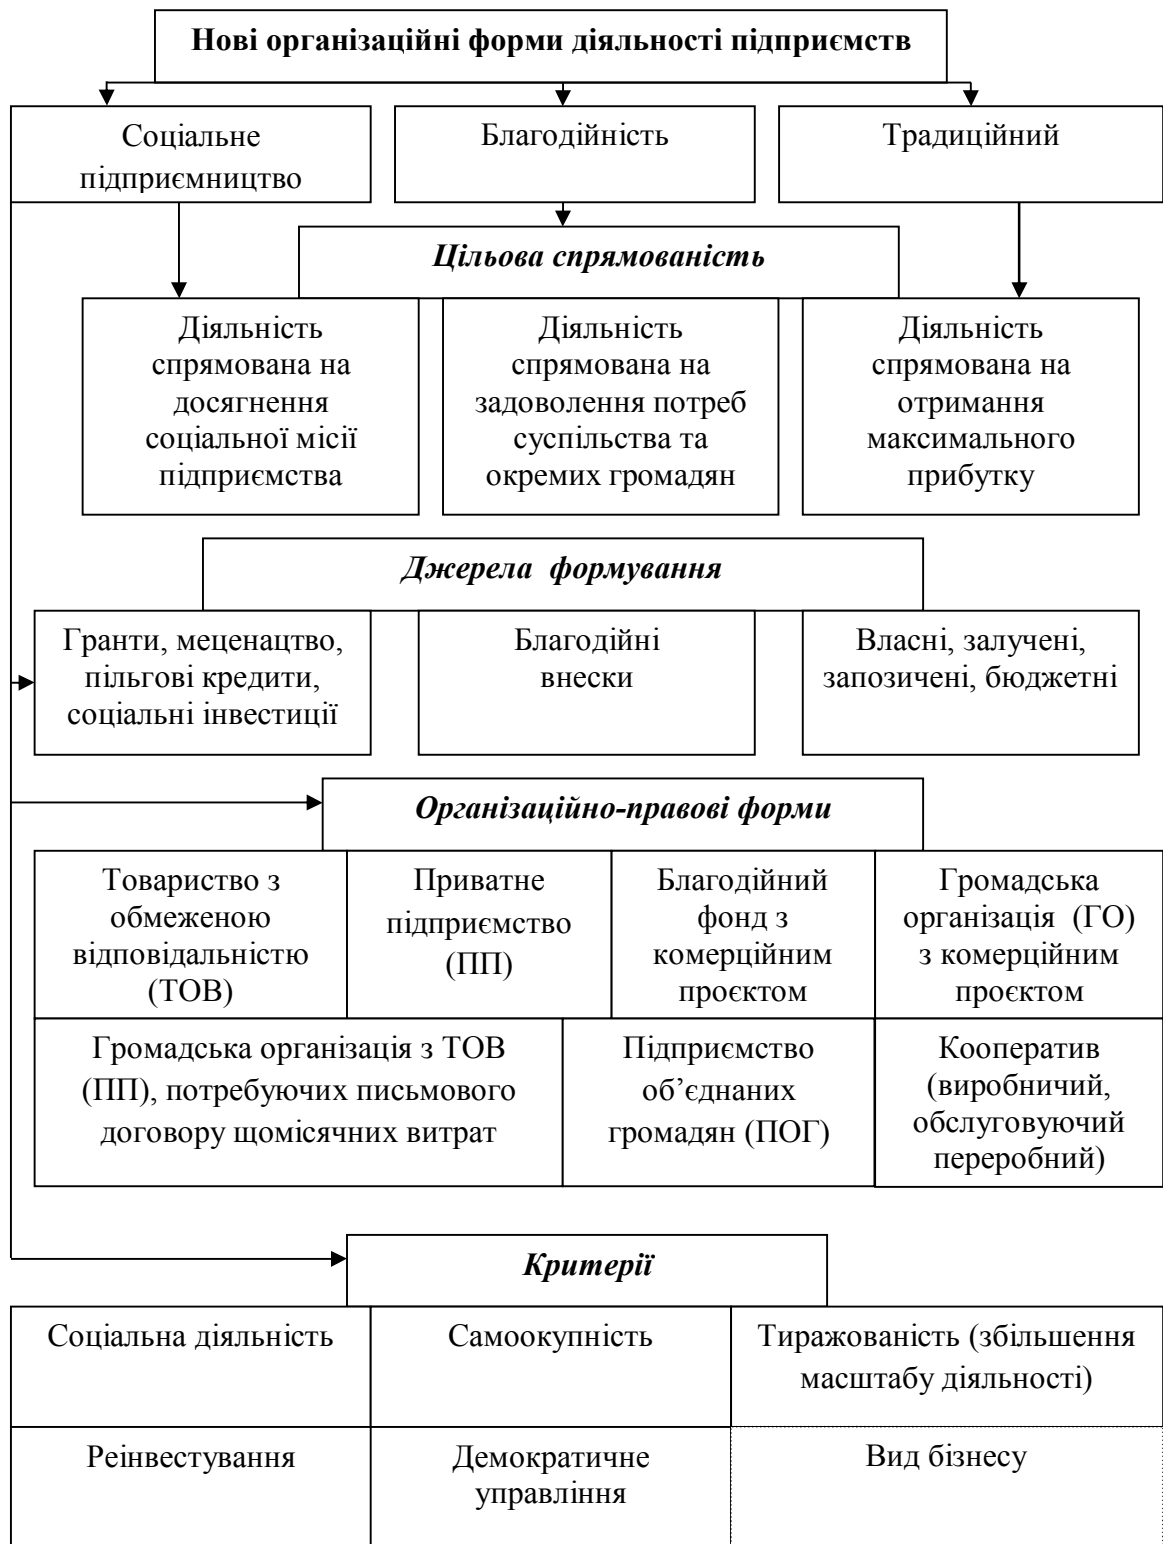 Нові організаційні форми діяльності підприємств
Соціальне
підприємництво
Благодійність
Традиційний
Цільова спрямованість
Діяльність
спрямована на
досягнення
соціальної місії
підприємства
Діяльність
спрямована на
задоволення потреб
суспільства та
окремих громадян
Діяльність
спрямована на
отримання
максимального
прибутку
Джерела формування
Гранти, меценацтво,
пільгові кредити,
соціальні інвестиції
Благодійні
внески
Власні, залучені,
запозичені, бюджетні
Організаційно-правові форми
Товариство з
обмеженою
відповідальністю
(ТОВ)
Приватне
підприємство
(ПП)
Благодійний
фонд з
комерційним
проєктом
Громадська
організація (ГО)
з комерційним
проєктом
Громадська організація з ТОВ
(ПП), потребуючих письмового
договору щомісячних витрат
Підприємство
об’єднаних
громадян (ПОГ)
Кооператив
(виробничий,
обслуговуючий
переробний)
Критерії
Соціальна діяльність
Самоокупність
Тиражованість (збільшення
масштабу діяльності)
Реінвестування
Демократичне
управління
Вид бізнесу